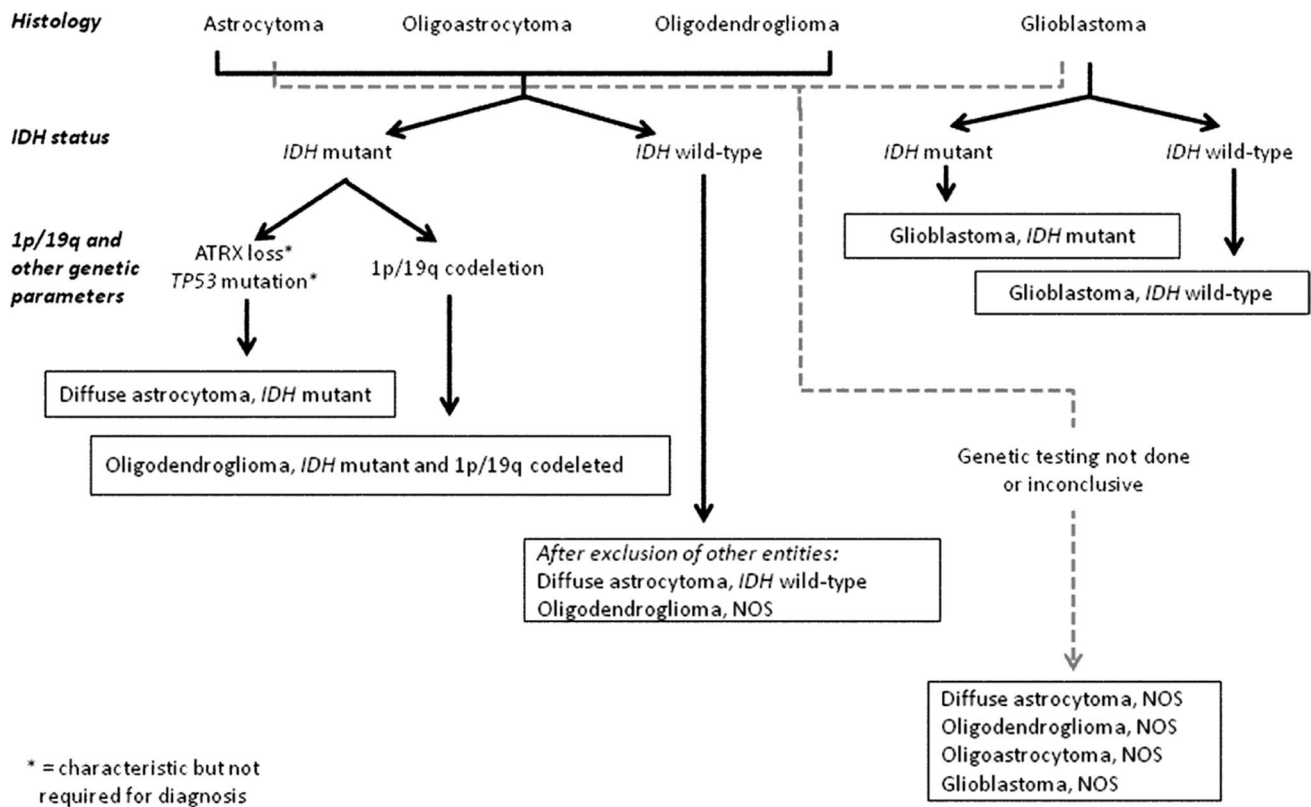 Histology
Astrocytoma
Oligoastrocytoma
Oligodendroglioma
Glioblastoma
IDH status
IDH mutant
IDH wild-type
IDH mutant
IDH wild-type
1p/19q and
other genetic
parameters
ATRX loss*
TP53 mutation*
1p/19q codeletion
Glioblastoma, IDH mutant
Glioblastoma, IDH wild-type
Diffuse astrocytoma, IDH mutant
Oligodendroglioma, IDH mutant and 1p/19q codeleted
Genetic testing not done
or inconclusive
After exclusion of other entities:
Diffuse astrocytoma, IDH wild-type
Oligodendroglioma, NOS
Diffuse astrocytoma, NOS
Oligodendroglioma, NOS
Oligoastrocytoma, NOS
Glioblastoma, NOS
* = characteristic but not
required for diagnosis